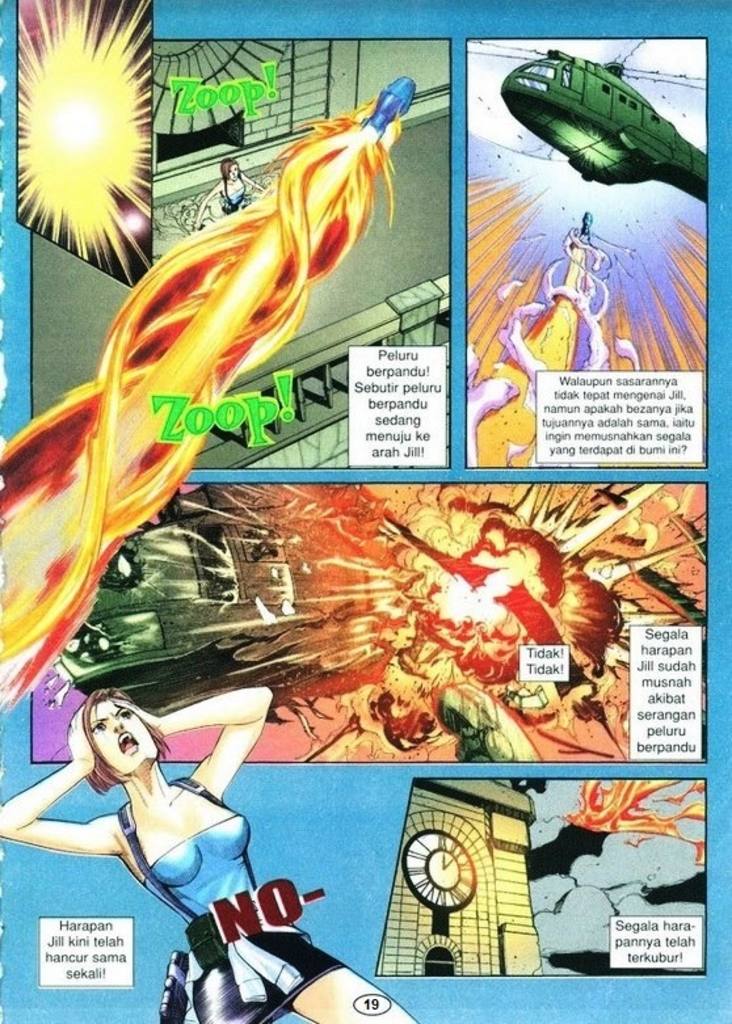 Zoop!
Zoop!
Peluru
berpandu!
Sebutir peluru
berpandu
sedang
menuju ke
arah Jill!
Walaupun sasarannya
tidak tepat mengenai Jill,
namun apakah bezanya jika
tujuannya adalah sama, iaitu
ingin memusnahkan segala
yang terdapat di bumi ini?
Tidak!
Tidak!
Segala
harapan
Jill sudah
musnah
akibat
serangan
peluru
berpandu
NO-
Harapan
Jill kini telah
hancur sama
sekali!
Segala hara-
pannya telah
terkubur!
19